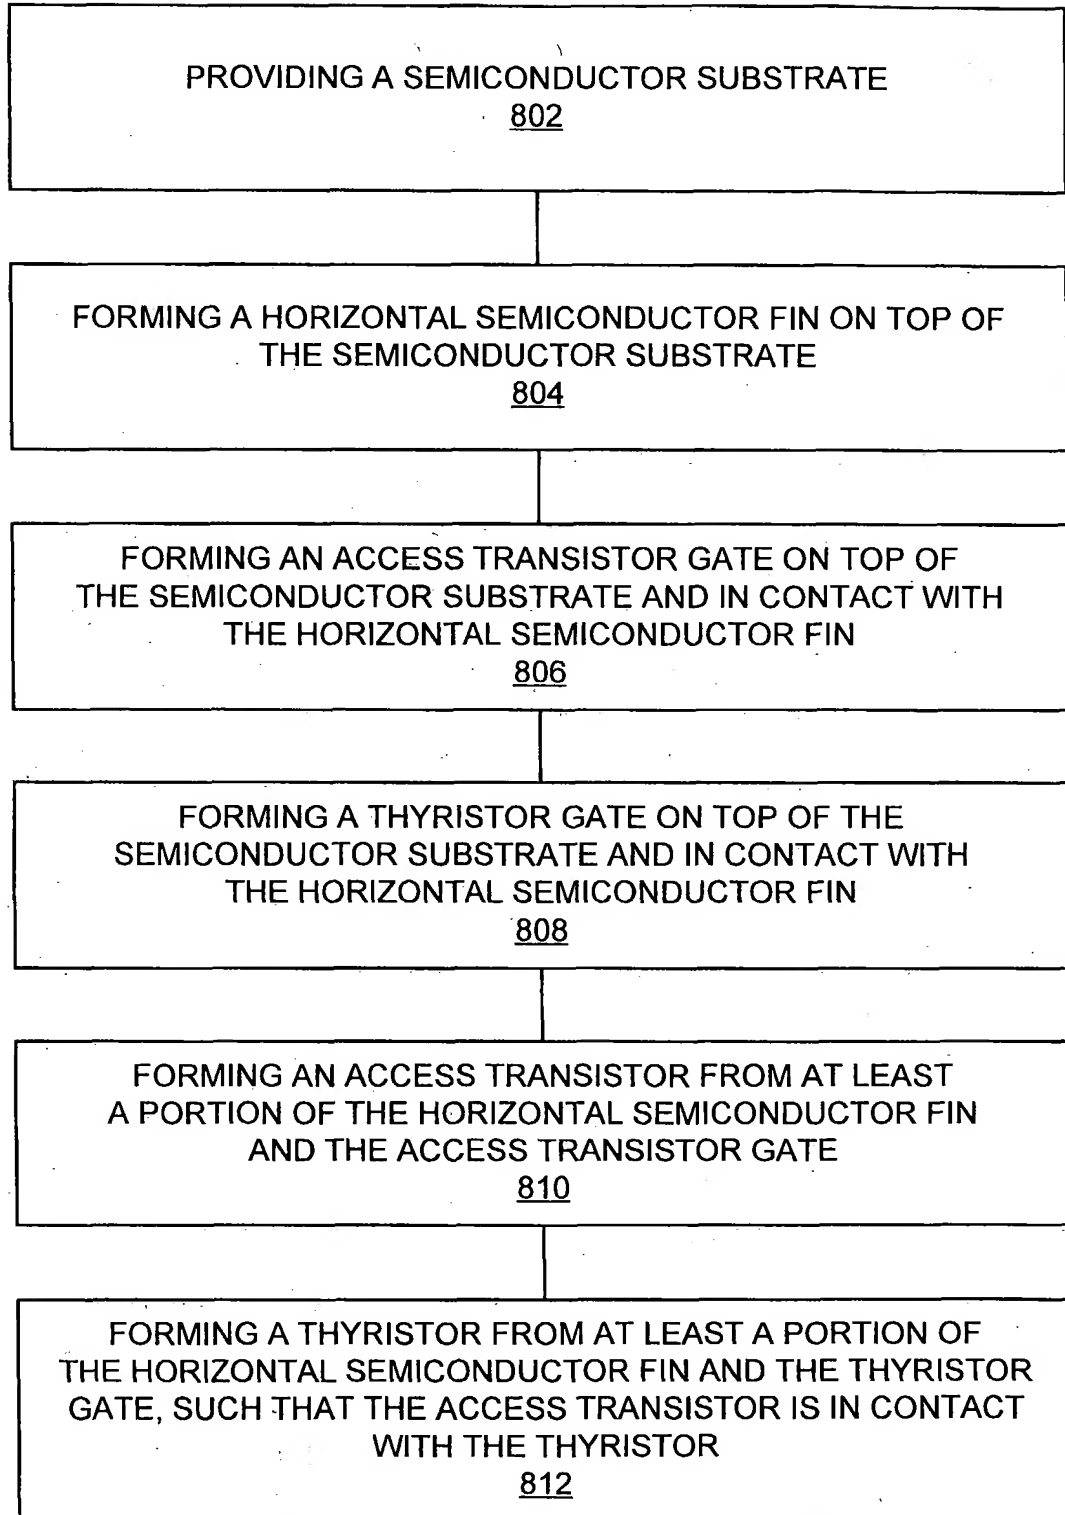 PROVIDING A SEMICONDUCTOR SUBSTRATE
802
FORMING A HORIZONTAL SEMICONDUCTOR FIN ON TOP OF
THE SEMICONDUCTOR SUBSTRATE
804
FORMING AN ACCESS TRANSISTOR GATE ON TOP OF
THE SEMICONDUCTOR SUBSTRATE AND IN CONTACT WITH
THE HORIZONTAL SEMICONDUCTOR FIN
806
FORMING A THYRISTOR GATE ON TOP OF THE
SEMICONDUCTOR SUBSTRATE AND IN CONTACT WITH
THE HORIZONTAL SEMICONDUCTOR FIN
808
FORMING AN ACCESS TRANSISTOR FROM AT LEAST
A PORTION OF THE HORIZONTAL SEMICONDUCTOR FIN
AND THE ACCESS TRANSISTOR GATE
810
FORMING A THYRISTOR FROM AT LEAST A PORTION OF
THE HORIZONTAL SEMICONDUCTOR FIN AND THE THYRISTOR
GATE, SUCH THAT THE ACCESS TRANSISTOR IS IN CONTACT
WITH THE THYRISTOR
812